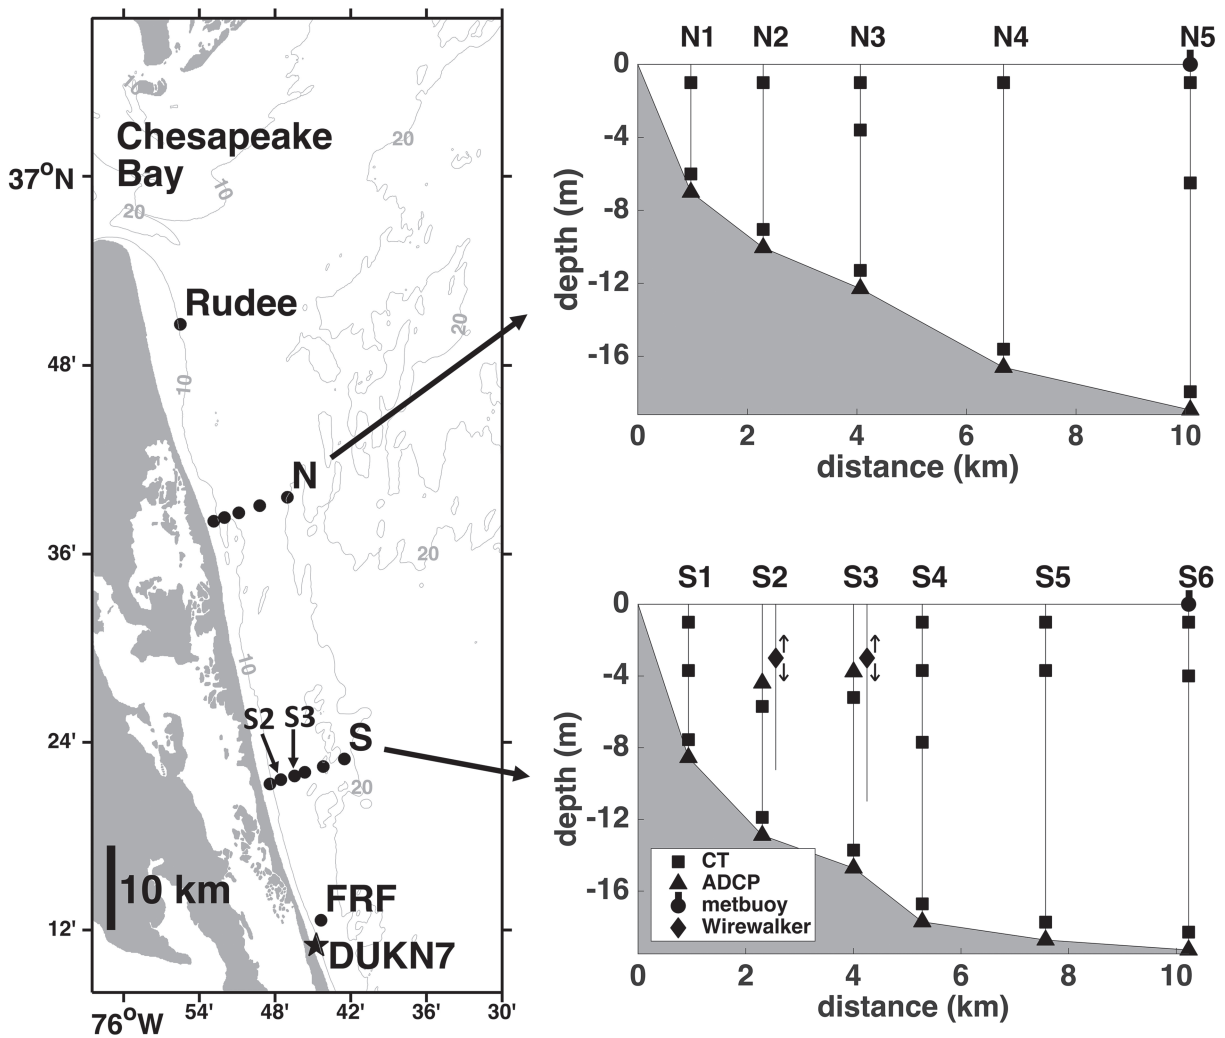 Chesapeake
Bay
10
20
10
20
37°N
Rudee
20
10
48'
N
36'
20
10
S2
S3
S
24'
20
10 km
FRF
12'
DUKN7
76°W
54'
48'
42'
36'
30'
N1
N2
N3
N4
N5
0
-4
-8
-12
-16
depth (m)
0
2
4
6
8
10
distance (km)
S1
S2
S3
S4
S5
S6
0
-4
-8
-12
-16
depth (m)
CT
ADCP
metbuoy
Wirewalker
0
2
4
6
8
10
distance (km)